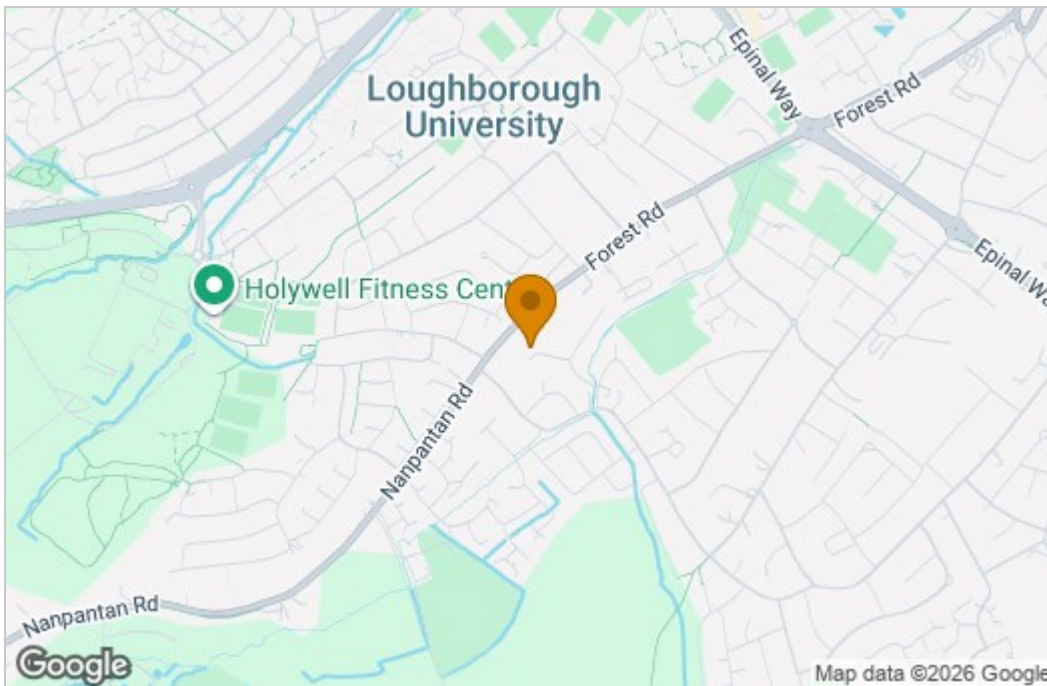 Loughborough
University
Epinal Way
Forest Rd
Forest Rd
Epinal Wa
Holywell Fitness Cent
Nanpantan Rd
Nanpantan Rd
Google
Map data ©2026 Google